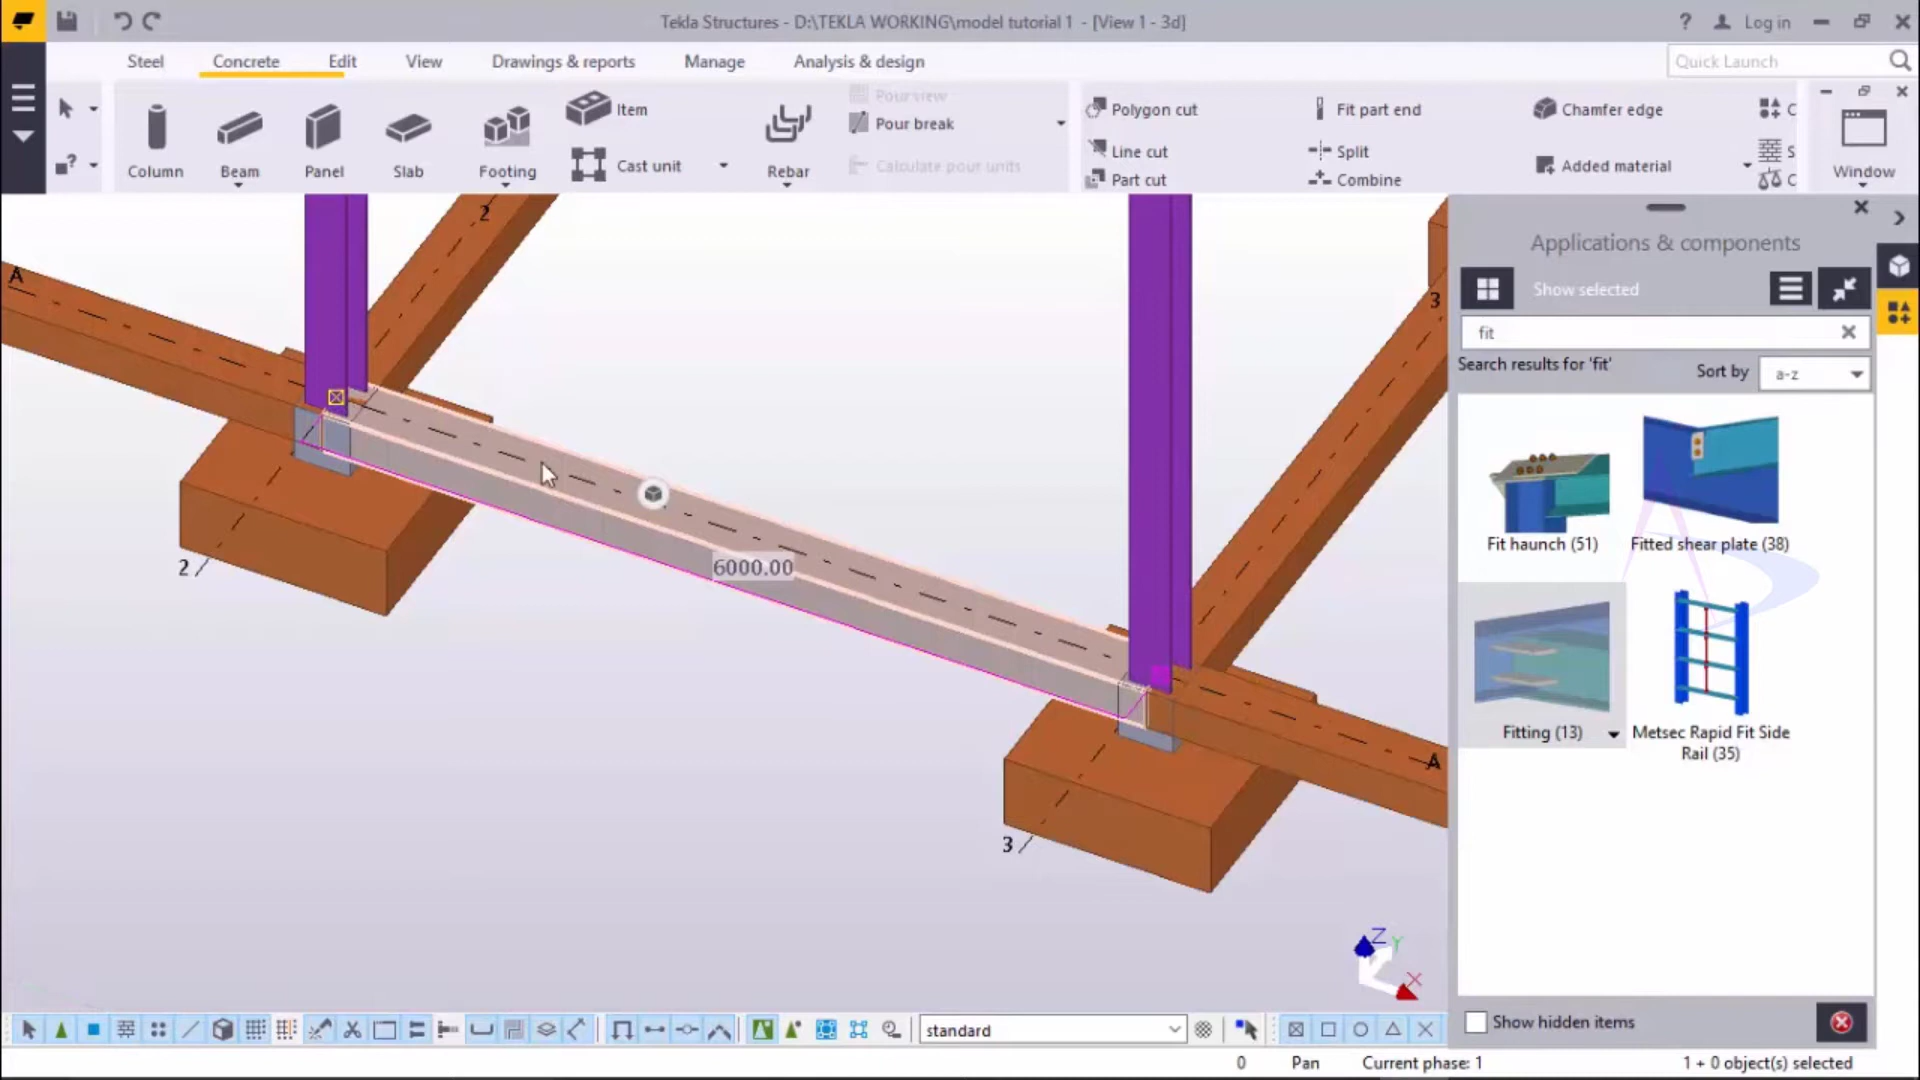 Tekla Structures - D:\TEKLA WORKING\model tutorial 1 - [View 1 - 3d]
? Log in
Steel Concrete Edit View Drawings & reports Manage Analysis & design
Quick Launch
Column
Beam
Panel
Slab
Footing
Item
Cast unit
Rebar
Pour view
Pour break
Calculate pour units
Polygon cut
Line cut
Part cut
Fit part end
Split
Combine
Chamfer edge
Added material
C
S
C
Window
A
2
2
6000.00
3
3
A
Z
Y
X
Applications & components
Show selected
fit
Search results for 'fit'
Sort by
a-z
Fit haunch (51)
Fitted shear plate (38)
Fitting (13)
Metsec Rapid Fit Side
Rail (35)
Show hidden items
standard
0 Pan Current phase: 1 1 + 0 object(s) selected